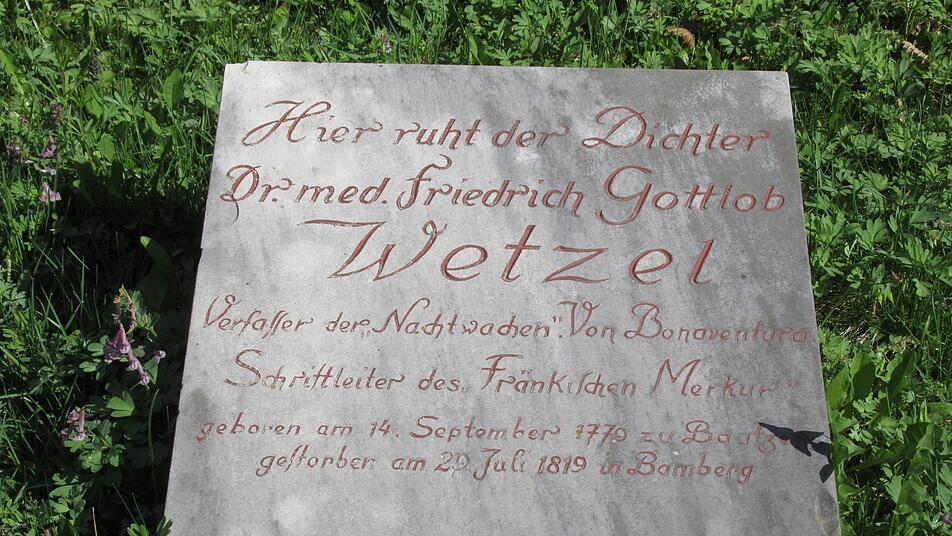 Hier ruht der Dichter
Dr. med. Friedrich Gottlob
Wetzel
Verfaſſer der „Nachtwachen“. Von Bonaventura
Schriftleiter des „Fränkiſchen Merkur“
geboren am 14. September 1779 zu
geſtorben am 29. Juli 1819 in Bamberg